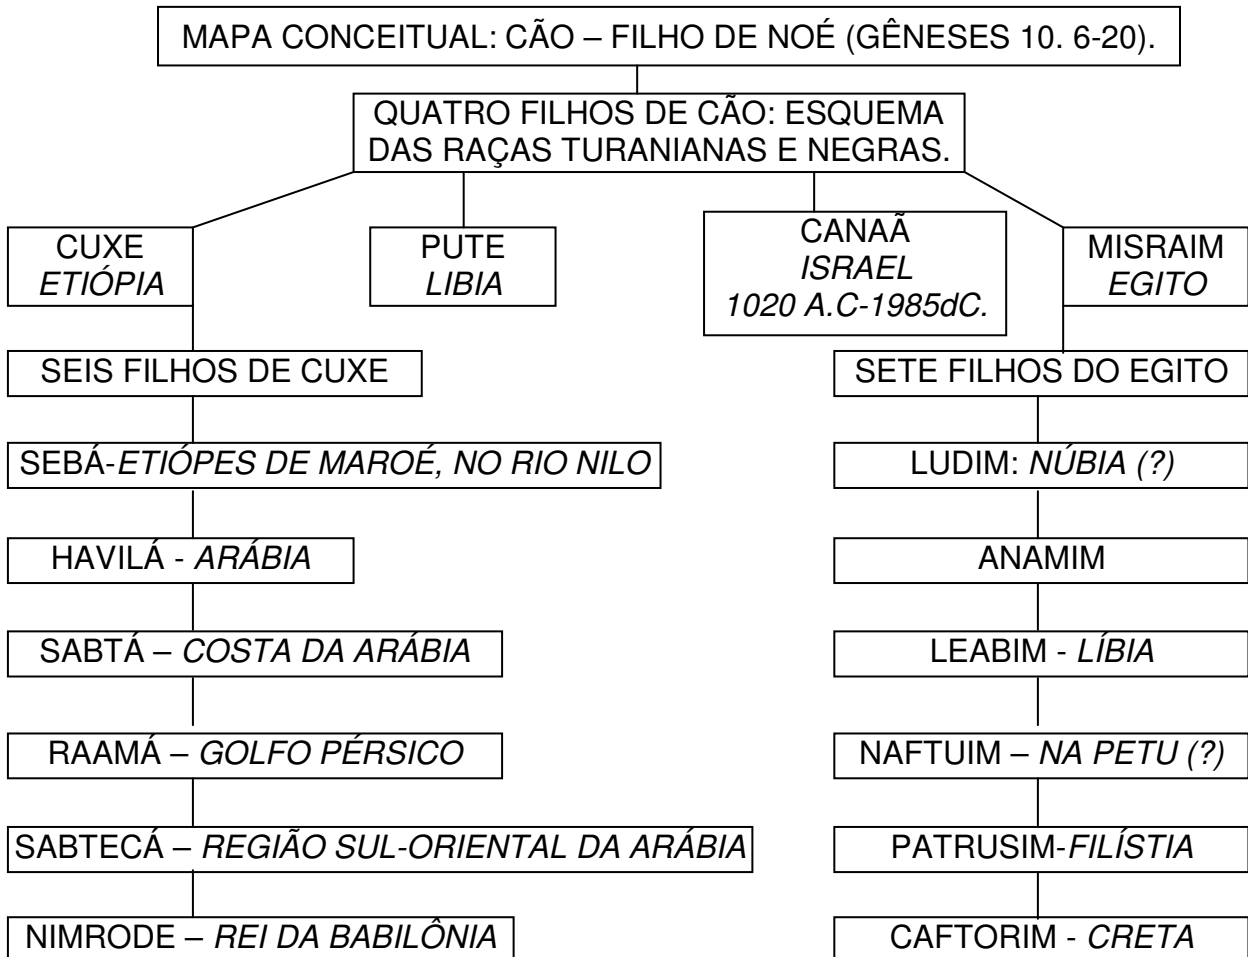 MAPA CONCEITUAL: CÃO – FILHO DE NOÉ (GÊNESES 10. 6-20).
QUATRO FILHOS DE CÃO: ESQUEMA
DAS RAÇAS TURANIANAS E NEGRAS.
CUXE
ETIÓPIA
PUTE
LIBIA
CANAÃ
ISRAEL
1020 A.C-1985dC.
MISRAIM
EGITO
SEIS FILHOS DE CUXE
SETE FILHOS DO EGITO
SEBÁ-ETIÓPES DE MAROÉ, NO RIO NILO
LUDIM: NÚBIA (?)
HAVILÁ - ARÁBIA
ANAMIM
SABTÁ – COSTA DA ARÁBIA
LEABIM - LÍBIA
RAAMÁ – GOLFO PÉRSICO
NAFTUIM – NA PETU (?)
SABTECÁ – REGIÃO SUL-ORIENTAL DA ARÁBIA
PATRUSIM-FILÍSTIA
NIMRODE – REI DA BABILÔNIA
CAFTORIM - CRETA